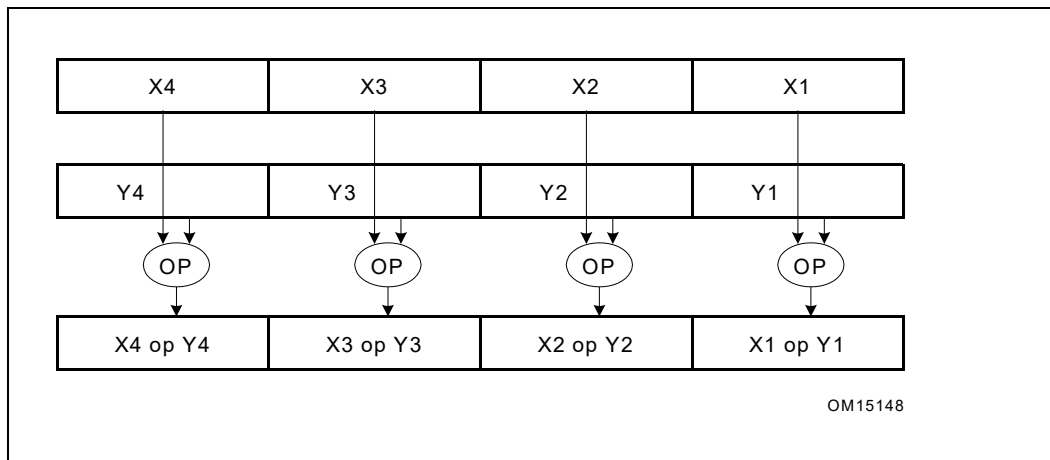 X4 X3 X2 X1
Y4 Y3 Y2 Y1
OP OP OP OP
X4 op Y4 X3 op Y3 X2 op Y2 X1 op Y1
OM15148